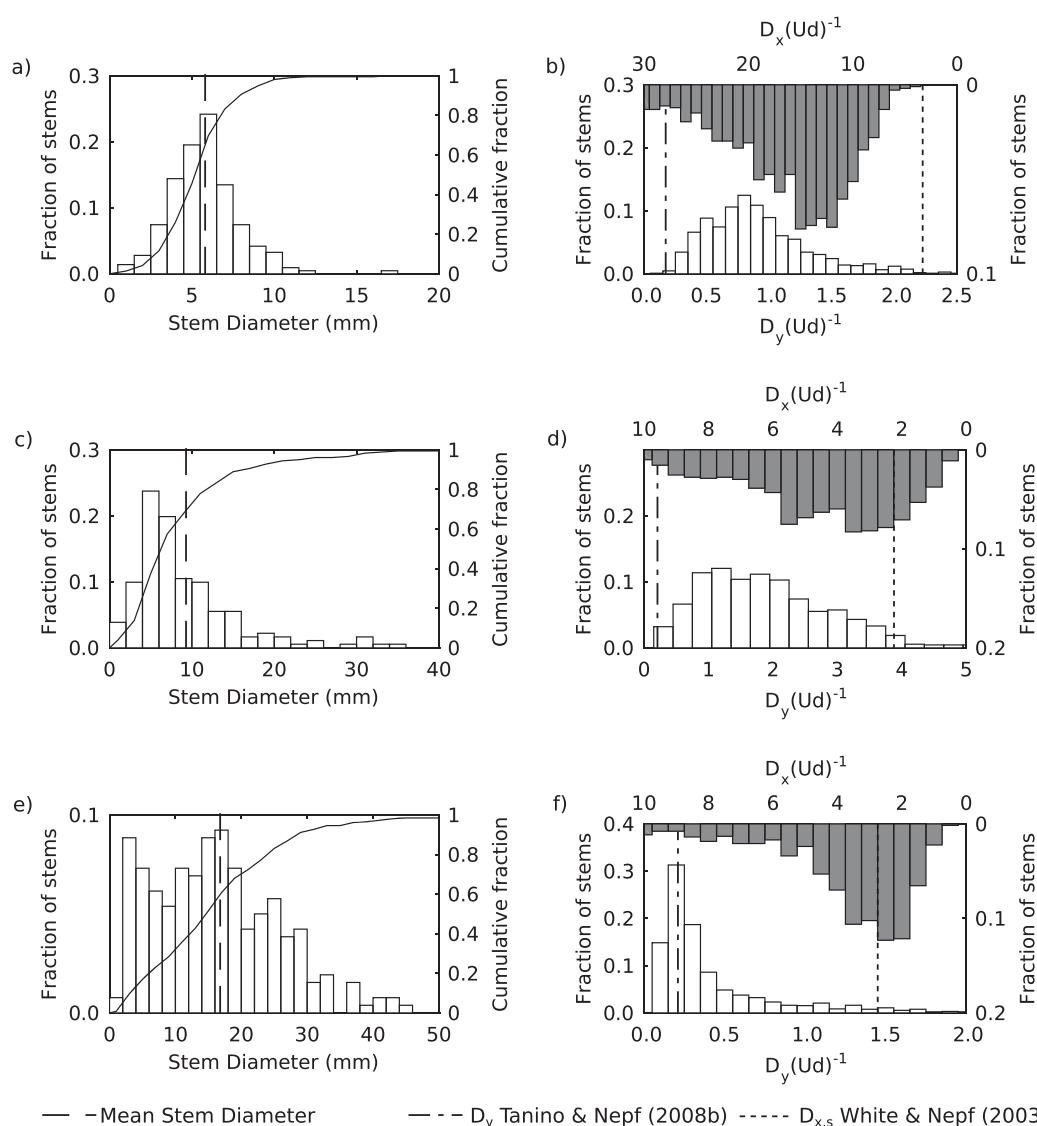 a)
0.3
0.2
0.1
0.0
Fraction of stems
1
0.8
0.6
0.4
0.2
0
Cumulative fraction
0 5 10 15 20
Stem Diameter (mm)
b)
Dx(Ud)-1
30 20 10 0
0.3
0.2
0.1
0.0
Fraction of stems
0
0.1
Fraction of stems
0.0 0.5 1.0 1.5 2.0 2.5
Dy(Ud)-1
c)
0.3
0.2
0.1
0.0
Fraction of stems
1
0.8
0.6
0.4
0.2
0
Cumulative fraction
0 10 20 30 40
Stem Diameter (mm)
d)
Dx(Ud)-1
10 8 6 4 2 0
0.2
0.1
0.0
Fraction of stems
0
0.1
0.2
Fraction of stems
0 1 2 3 4 5
Dy(Ud)-1
e)
0.1
0.0
Fraction of stems
1
0.8
0.6
0.4
0.2
0
Cumulative fraction
0 10 20 30 40 50
Stem Diameter (mm)
f)
Dx(Ud)-1
10 8 6 4 2 0
0.4
0.3
0.2
0.1
0.0
Fraction of stems
0
0.1
0.2
Fraction of stems
0.0 0.5 1.0 1.5 2.0
Dy(Ud)-1
Mean Stem Diameter
Dy Tanino & Nepf (2008b)
Dx,s White & Nepf (2003